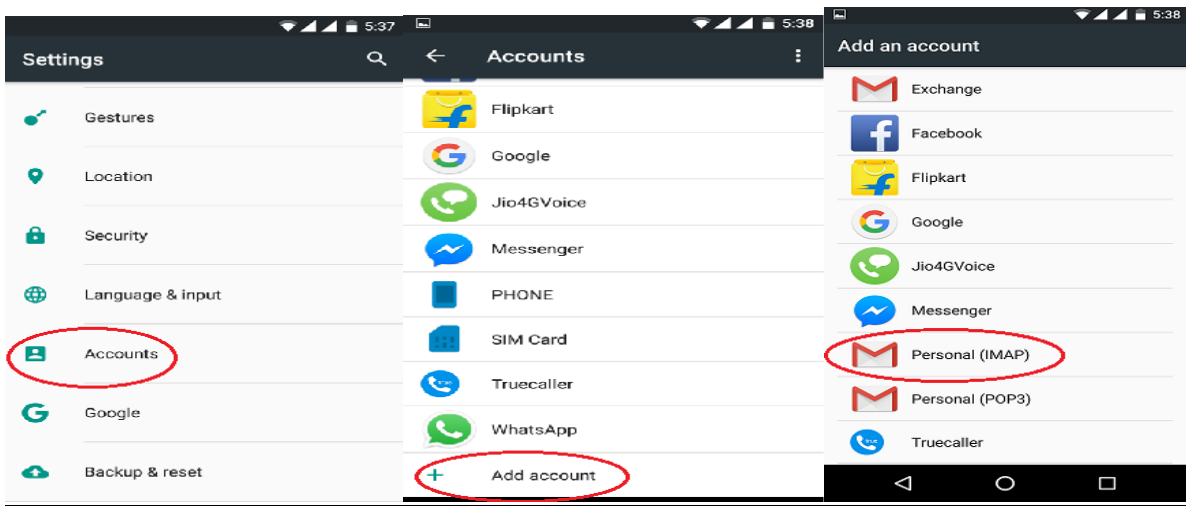 5:37
Settings
Gestures
Location
Security
Language & input
Accounts
Google
Backup & reset
5:38
Accounts
Flipkart
Google
Jio4GVoice
Messenger
PHONE
SIM Card
Truecaller
WhatsApp
Add account
5:38
Add an account
Exchange
Facebook
Flipkart
Google
Jio4GVoice
Messenger
Personal (IMAP)
Personal (POP3)
Truecaller